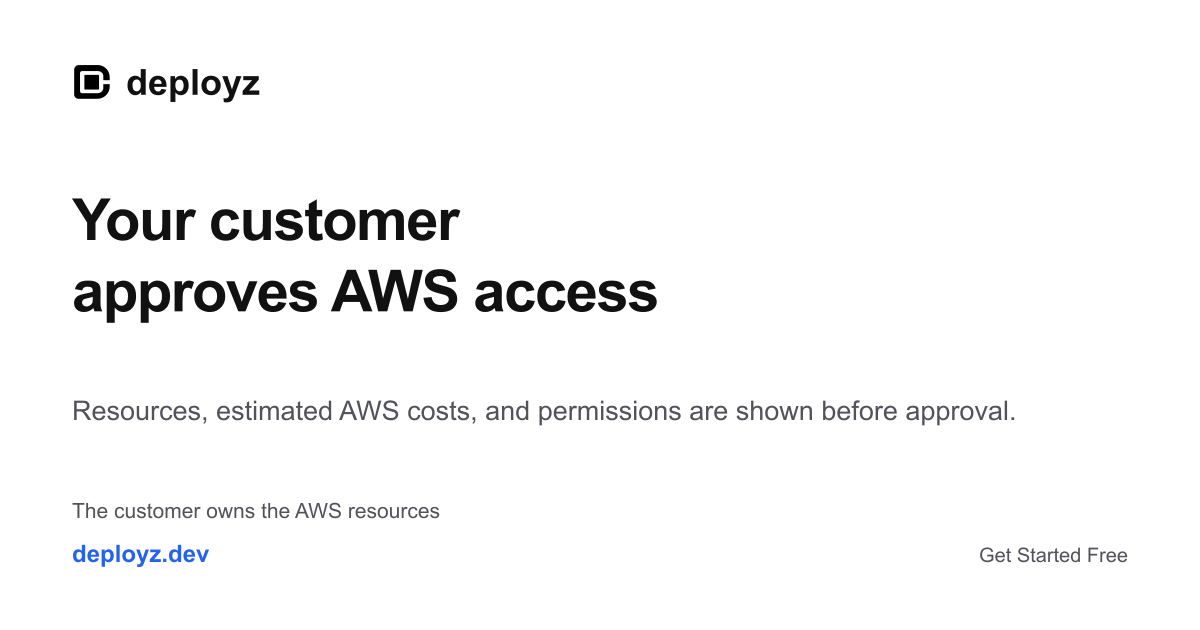 deployz
Your customer
approves AWS access
Resources, estimated AWS costs, and permissions are shown before approval.
The customer owns the AWS resources
deployz.dev
Get Started Free